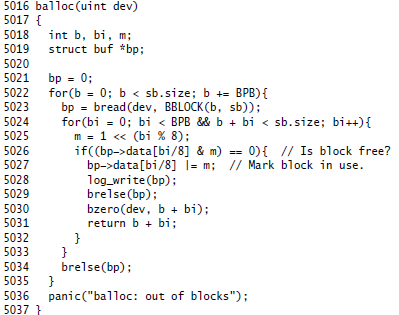 5016 balloc(uint dev)
5017 {
5018   int b, bi, m;
5019   struct buf *bp;
5020
5021   bp = 0;
5022   for(b = 0; b < sb.size; b += BPB){
5023     bp = bread(dev, BBLOCK(b, sb));
5024     for(bi = 0; bi < BPB && b + bi < sb.size; bi++){
5025       m = 1 << (bi % 8);
5026       if((bp->data[bi/8] & m) == 0){  // Is block free?
5027         bp->data[bi/8] |= m;  // Mark block in use.
5028         log_write(bp);
5029         brelse(bp);
5030         bzero(dev, b + bi);
5031         return b + bi;
5032       }
5033     }
5034     brelse(bp);
5035   }
5036   panic("balloc: out of blocks");
5037 }